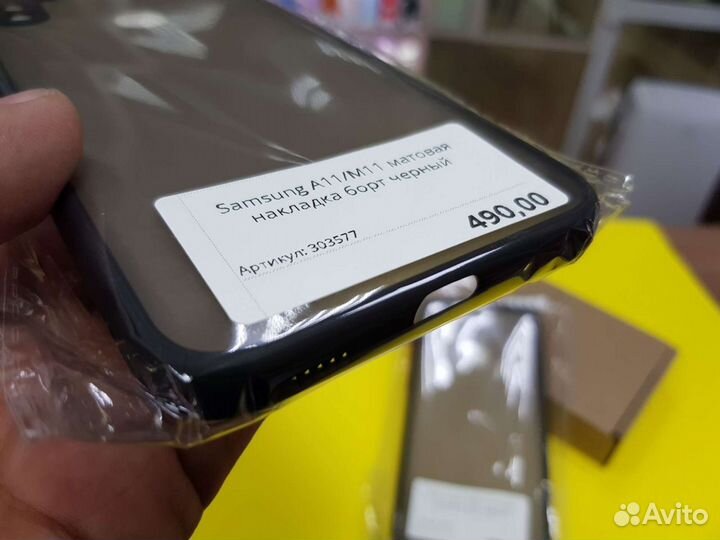 Samsung A11/M11 матовая
накладка борт черный
490,00
Артикул: 303577
Avito